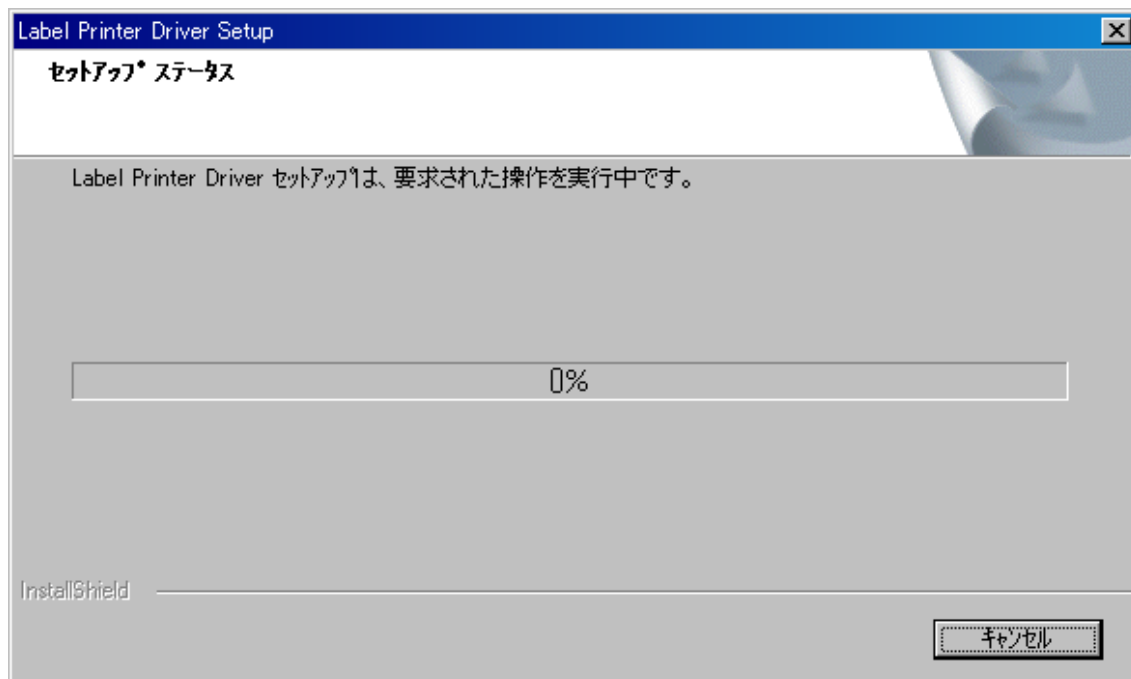 Label Printer Driver Setup
ｾｯﾄｱｯﾌﾟ ｽﾃｰﾀｽ
Label Printer Driver ｾｯﾄｱｯﾌﾟは、要求された操作を実行中です。
0%
InstallShield
ｷｬﾝｾﾙ